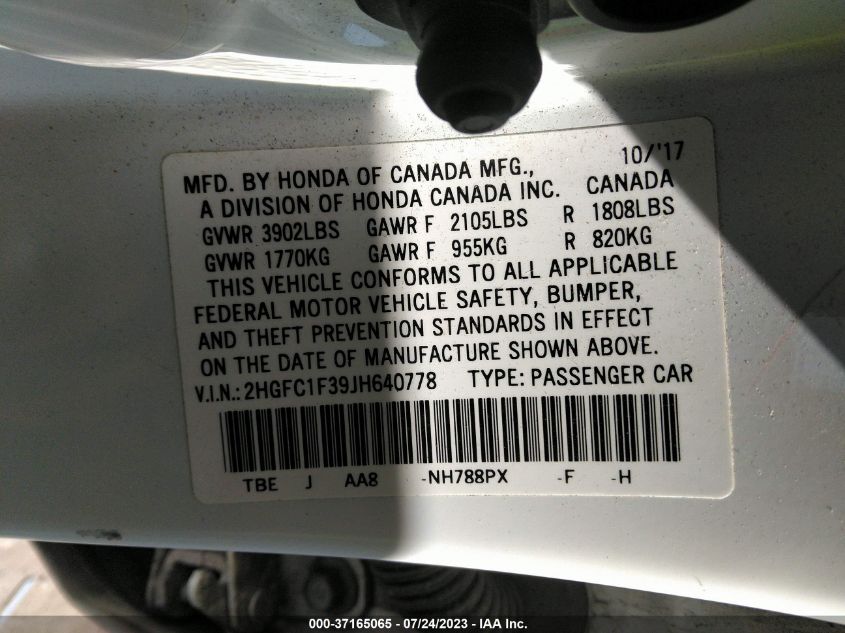 10/'17
MFD. BY HONDA OF CANADA MFG.,
A DIVISION OF HONDA CANADA INC. CANADA
GVWR 3902LBS GAWR F 2105LBS R 1808LBS
GVWR 1770KG GAWR F 955KG R 820KG
THIS VEHICLE CONFORMS TO ALL APPLICABLE
FEDERAL MOTOR VEHICLE SAFETY, BUMPER,
AND THEFT PREVENTION STANDARDS IN EFFECT
ON THE DATE OF MANUFACTURE SHOWN ABOVE.
V.I.N.: 2HGFC1F39JH640778 TYPE: PASSENGER CAR
TBE J AA8 -NH788PX -F -H
000-37165065 - 07/24/2023 - IAA Inc.